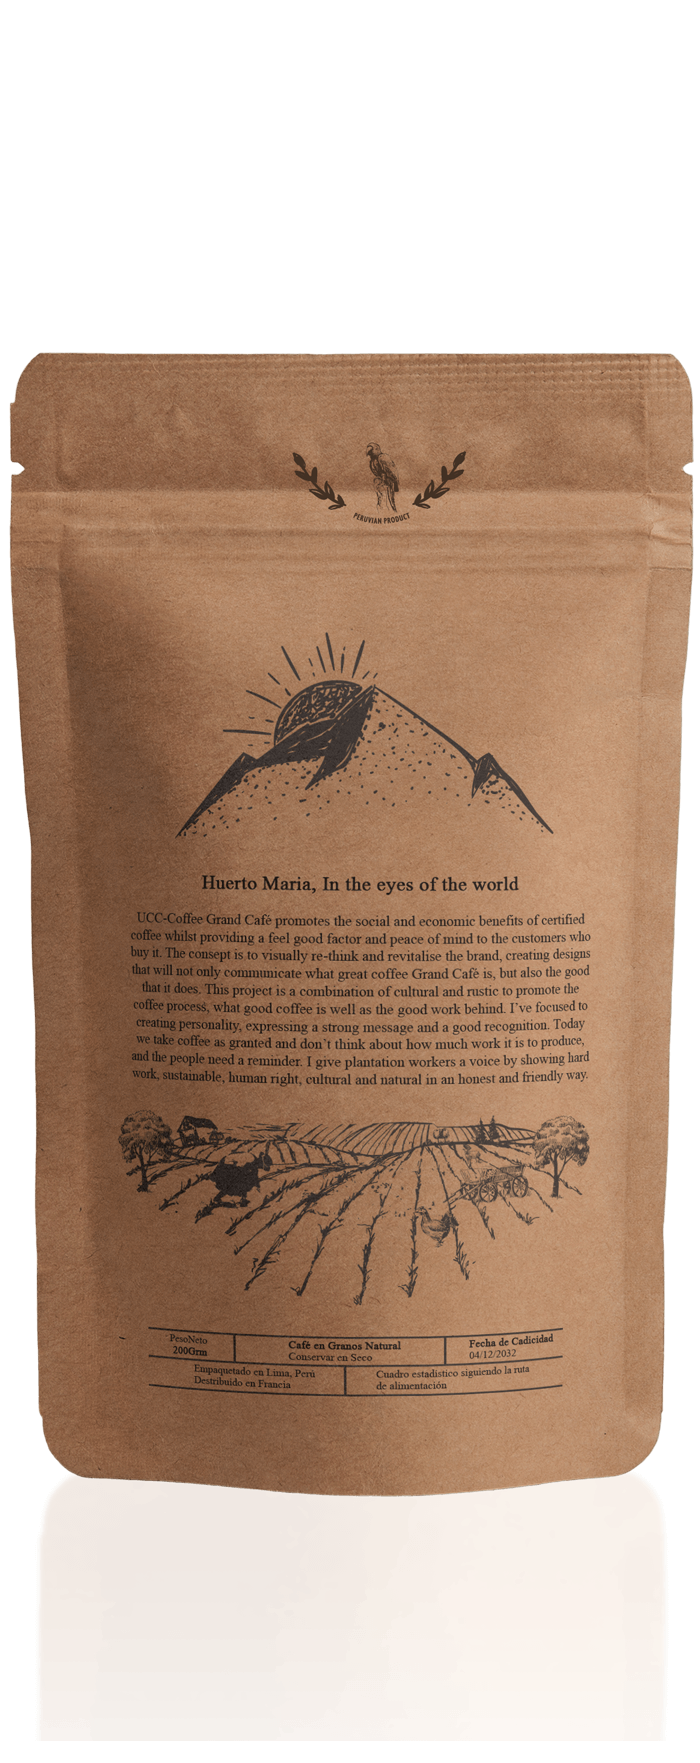 PERUVIAN PRODUCT
Huerto Maria, In the eyes of the world
UCC-Coffee Grand Café promotes the social and economic benefits of certified
coffee whilst providing a feel good factor and peace of mind to the customers who
buy it. The consept is to visually re-think and revitalise the brand, creating designs
that will not only communicate what great coffee Grand Café is, but also the good
that it does. This project is a combination of cultural and rustic to promote the
coffee process, what good coffee is well as the good work behind. I've focused to
creating personality, expressing a strong message and a good recognition. Today
we take coffee as granted and don't think about how much work it is to produce,
and the people need a reminder. I give plantation workers a voice by showing hard
work, sustainable, human right, cultural and natural in an honest and friendly way.
PesoNeto
200Grm
Café en Granos Natural
Conservar en Seco
Fecha de Cadicidad
04/12/2032
Empaquetado en Lima, Perú
Destribuido en Francia
Cuadro estadístico siguiendo la ruta
de alimentación